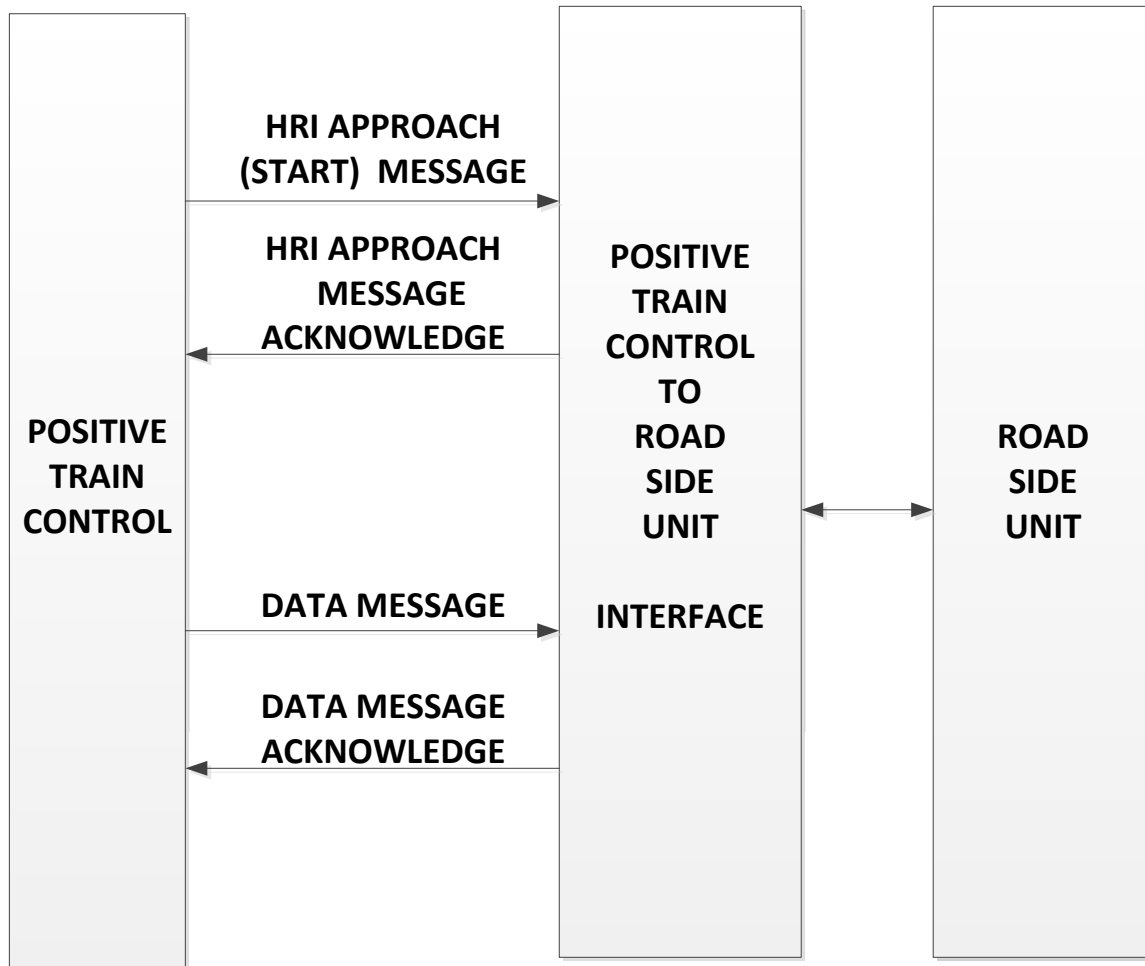 POSITIVE
TRAIN
CONTROL
HRI APPROACH
(START) MESSAGE
HRI APPROACH
MESSAGE
ACKNOWLEDGE
DATA MESSAGE
DATA MESSAGE
ACKNOWLEDGE
POSITIVE
TRAIN
CONTROL
TO
ROAD
SIDE
UNIT
INTERFACE
ROAD
SIDE
UNIT